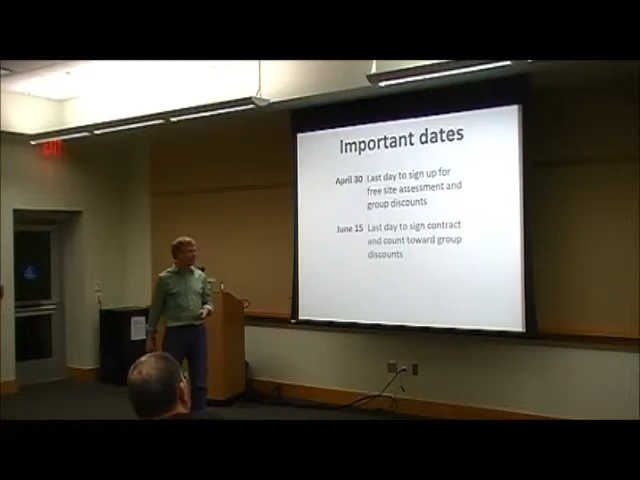 EXIT
Important dates
April 30 Last day to sign up for
free site assessment and
group discounts
June 15 Last day to sign contract
and count toward group
discounts